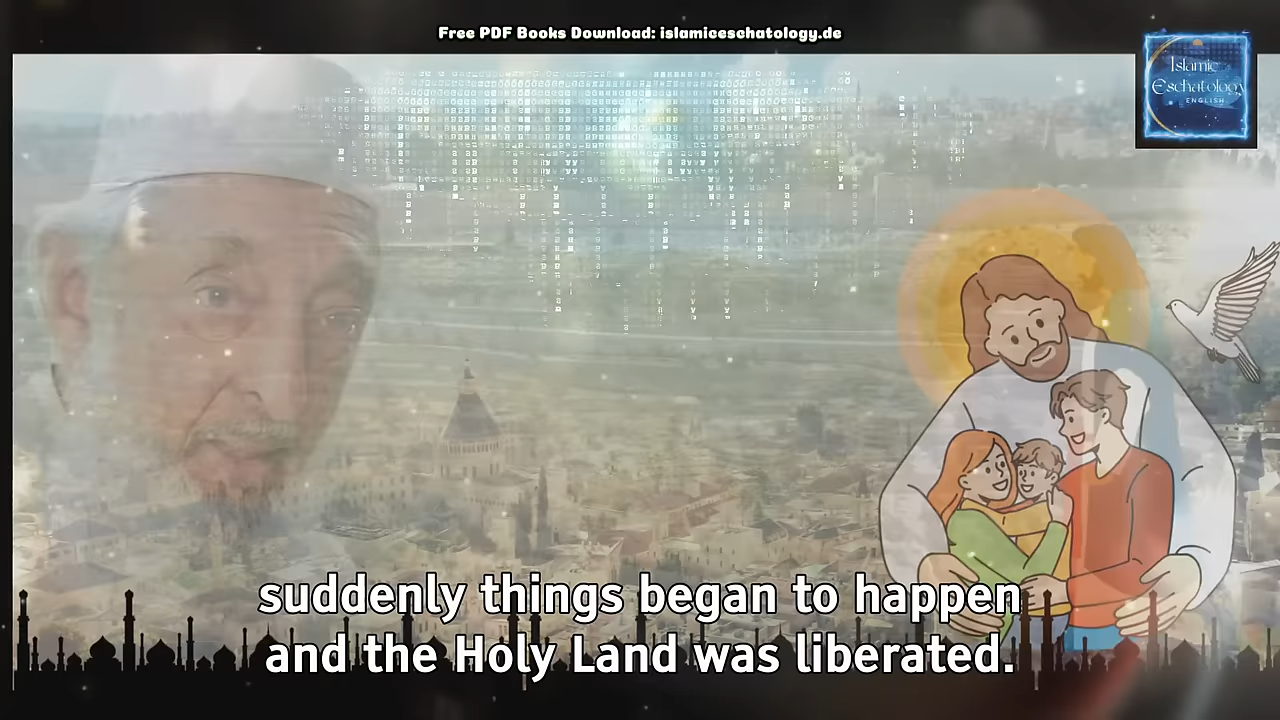 Free PDF Books Download: islamiceschatology.de
Islamic
Eschatology
ENGLISH
suddenly things began to happen
and the Holy Land was liberated.